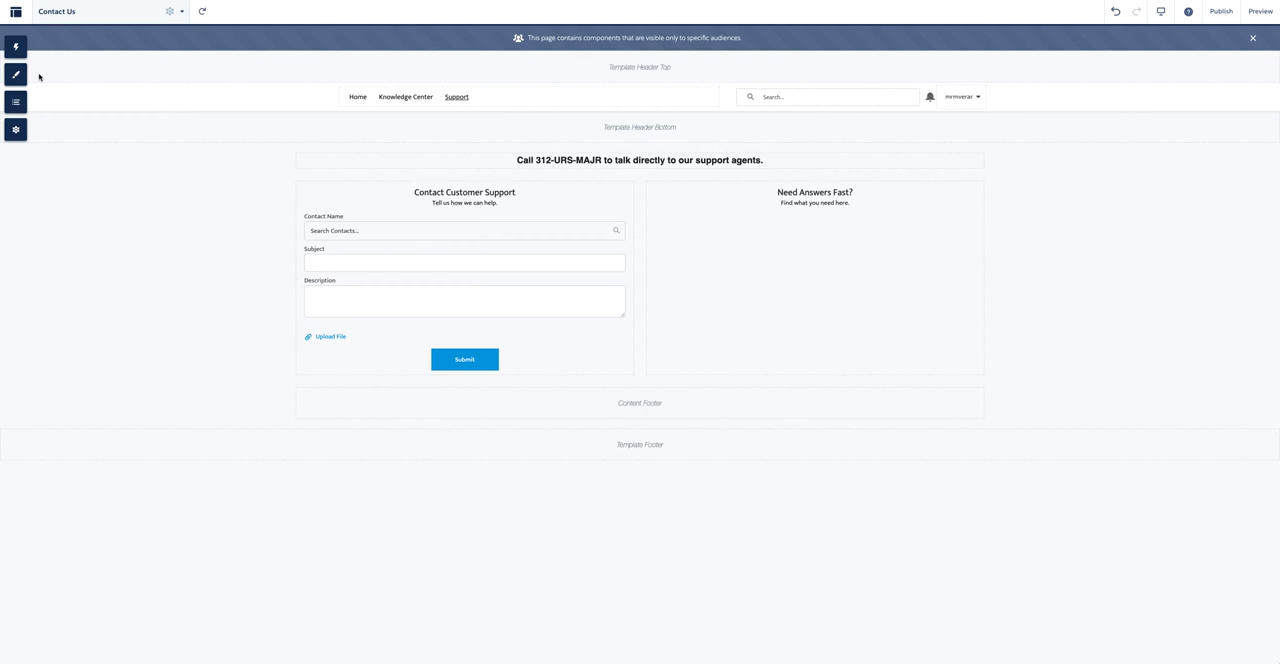 Contact Us
Publish
Preview
This page contains components that are visible only to specific audiences.
Template Header Top
Home Knowledge Center Support
Search...
mrmverar
Template Header Bottom
Call 312-URS-MAJR to talk directly to our support agents.
Contact Customer Support
Tell us how we can help.
Contact Name
Search Contacts...
Subject
Description
Upload File
Submit
Need Answers Fast?
Find what you need here.
Content Footer
Template Footer